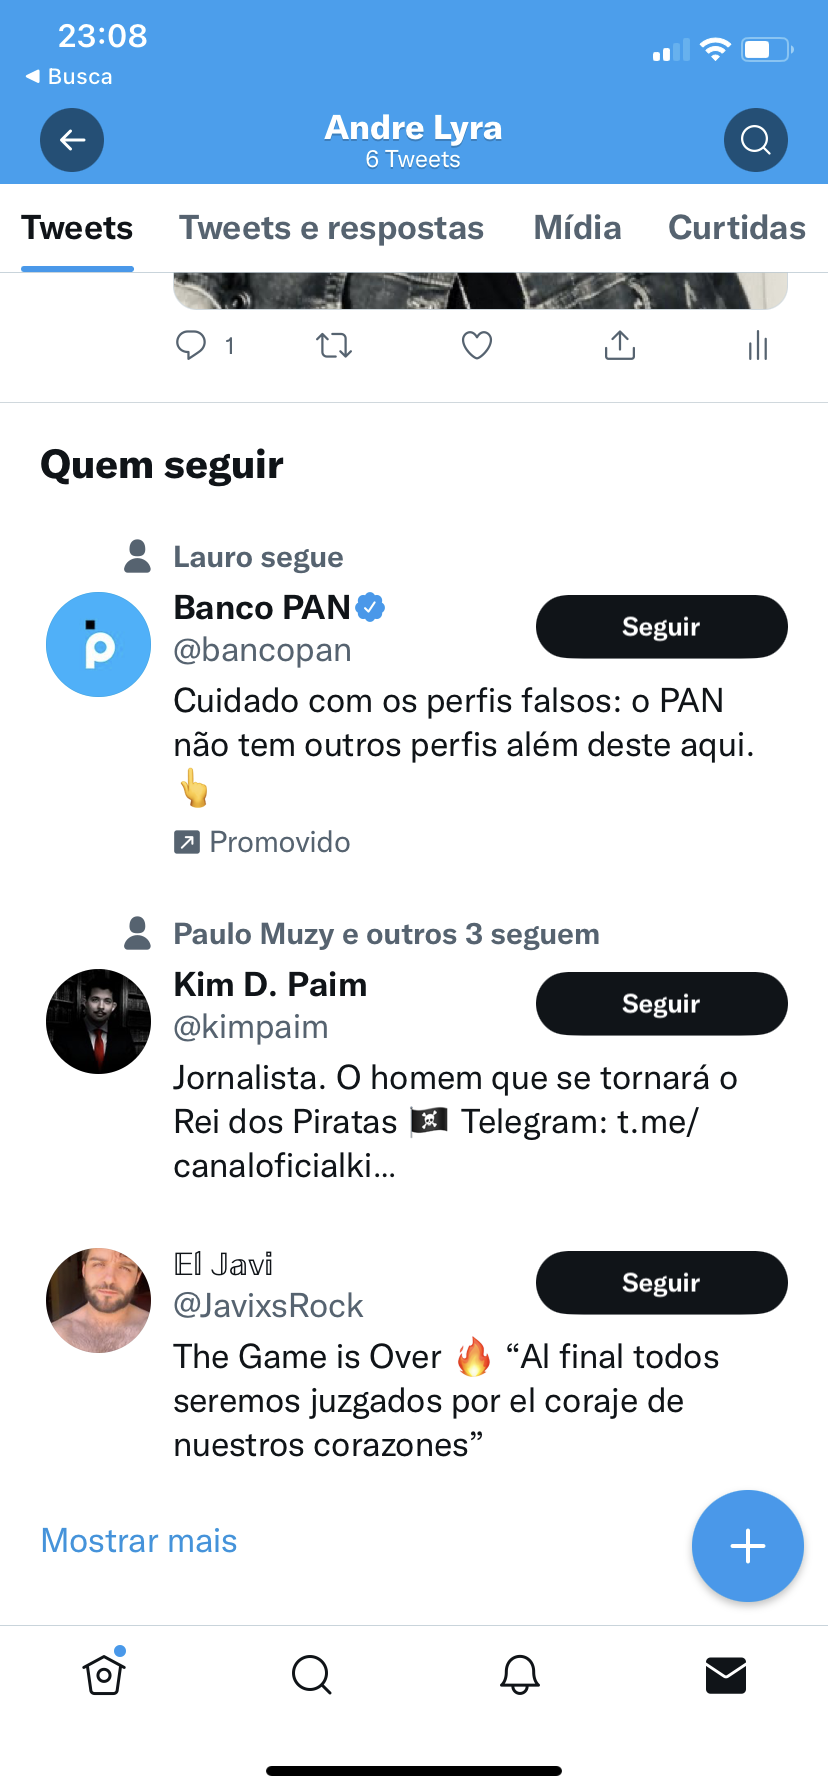 23:08
Busca
Andre Lyra
6 Tweets
Tweets
Tweets e respostas
Mídia
Curtidas
1
Quem seguir
Lauro segue
Banco PAN
Seguir
@bancopan
Cuidado com os perfis falsos: o PAN
não tem outros perfis além deste aqui.
👆
Promovido
Paulo Muzy e outros 3 seguem
Kim D. Paim
Seguir
@kimpaim
Jornalista. O homem que se tornará o
Rei dos Piratas 🏴‍☠️ Telegram: t.me/
canaloficialki...
𝔼𝕝 𝕁𝕒𝕧𝕚
Seguir
@JavixsRock
The Game is Over 🔥 “Al final todos
seremos juzgados por el coraje de
nuestros corazones”
Mostrar mais